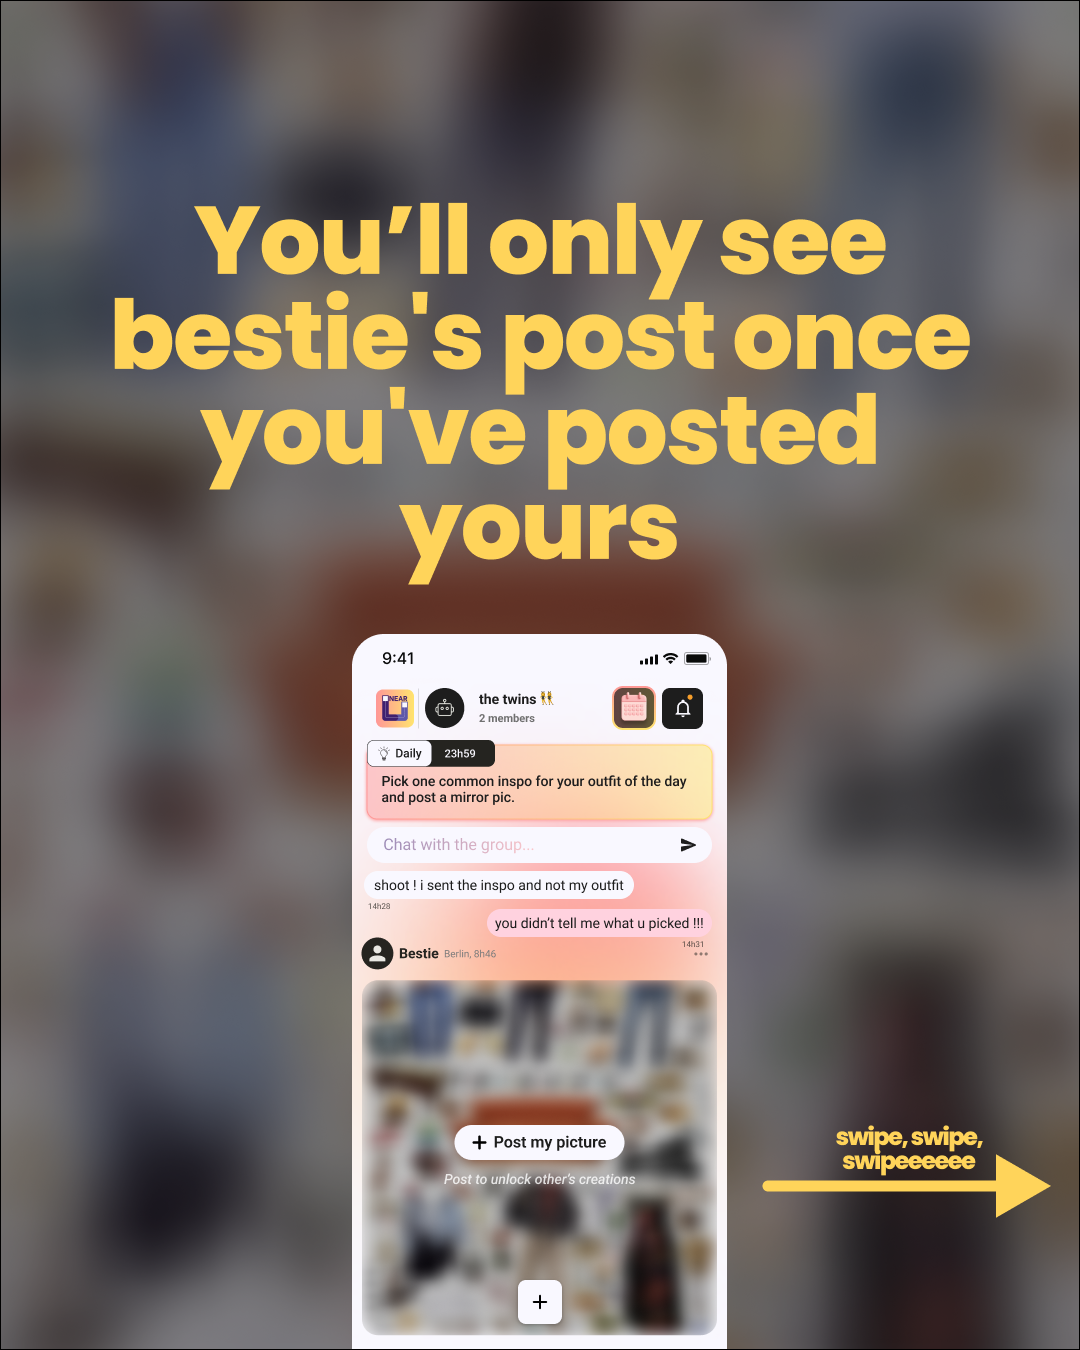 You’ll only see
bestie's post once
you've posted
yours
9:41
NEAR
the twins 👯
2 members
Daily
23h59
Pick one common inspo for your outfit of the day
and post a mirror pic.
Chat with the group...
shoot ! i sent the inspo and not my outfit
14h28
you didn’t tell me what u picked !!!
14h31
Bestie Berlin, 8h46
Post my picture
Post to unlock other’s creations
swipe, swipe,
swipeeeeee